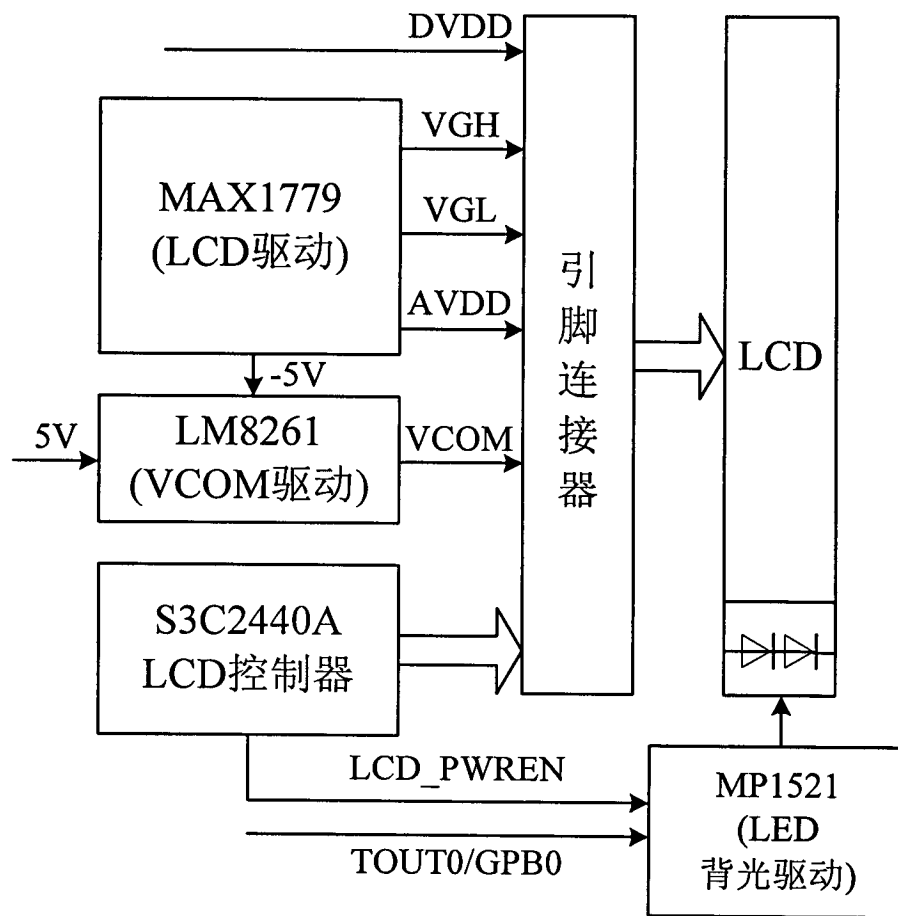 DVDD
VGH
MAX1779
(LCD驱动)
VGL
AVDD
引
脚
连
接
器
LCD
-5V
5V
LM8261
(VCOM驱动)
VCOM
S3C2440A
LCD控制器
LCD_PWREN
TOUT0/GPB0
MP1521
(LED
背光驱动)